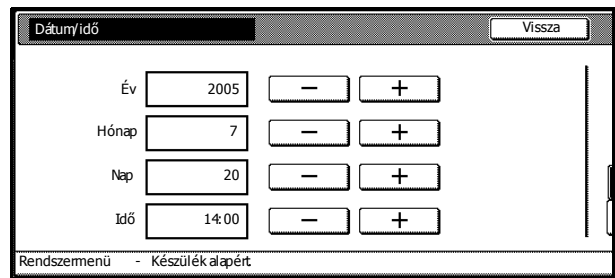 Dátum/idő Vissza
Év 2005 — +
Hónap 7 — +
Nap 20 — +
Idő 14:00 — +
Rendszermenü - Készülék alapért.